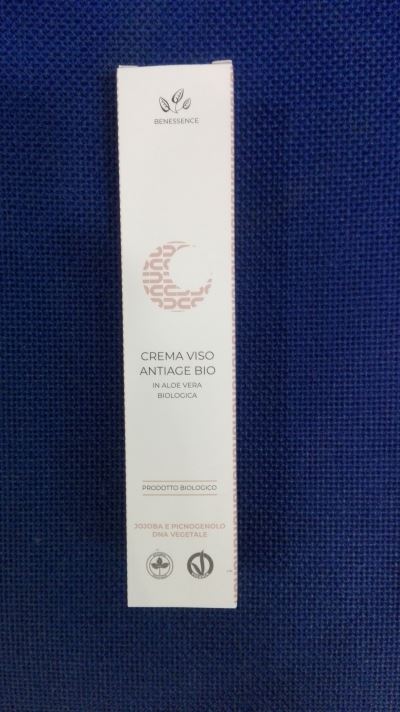 BENESSENCE
CREMA VISO
ANTIAGE BIO
IN ALOE VERA
BIOLOGICA
PRODOTTO BIOLOGICO
JOJOBA E PICNOGENOLO
DNA VEGETALE